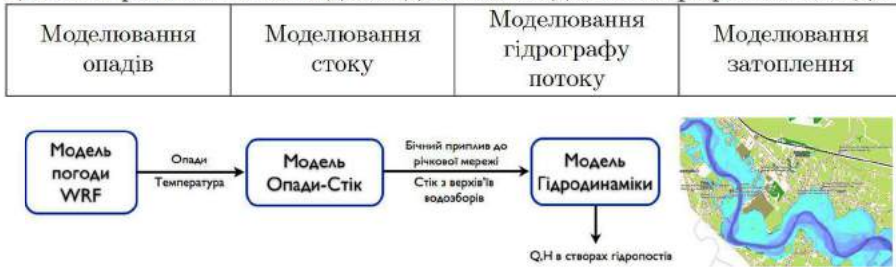 Моделювання опадів
Моделювання стоку
Моделювання гідрографу потоку
Моделювання затоплення
Модель
погоди
WRF
Опади
Температура
Модель
Опади-Стік
Бічний приплив до
річкової мережі
Стік з верхів'їв
водозборів
Модель
Гідродинаміки
Q,H в створах гідропостів